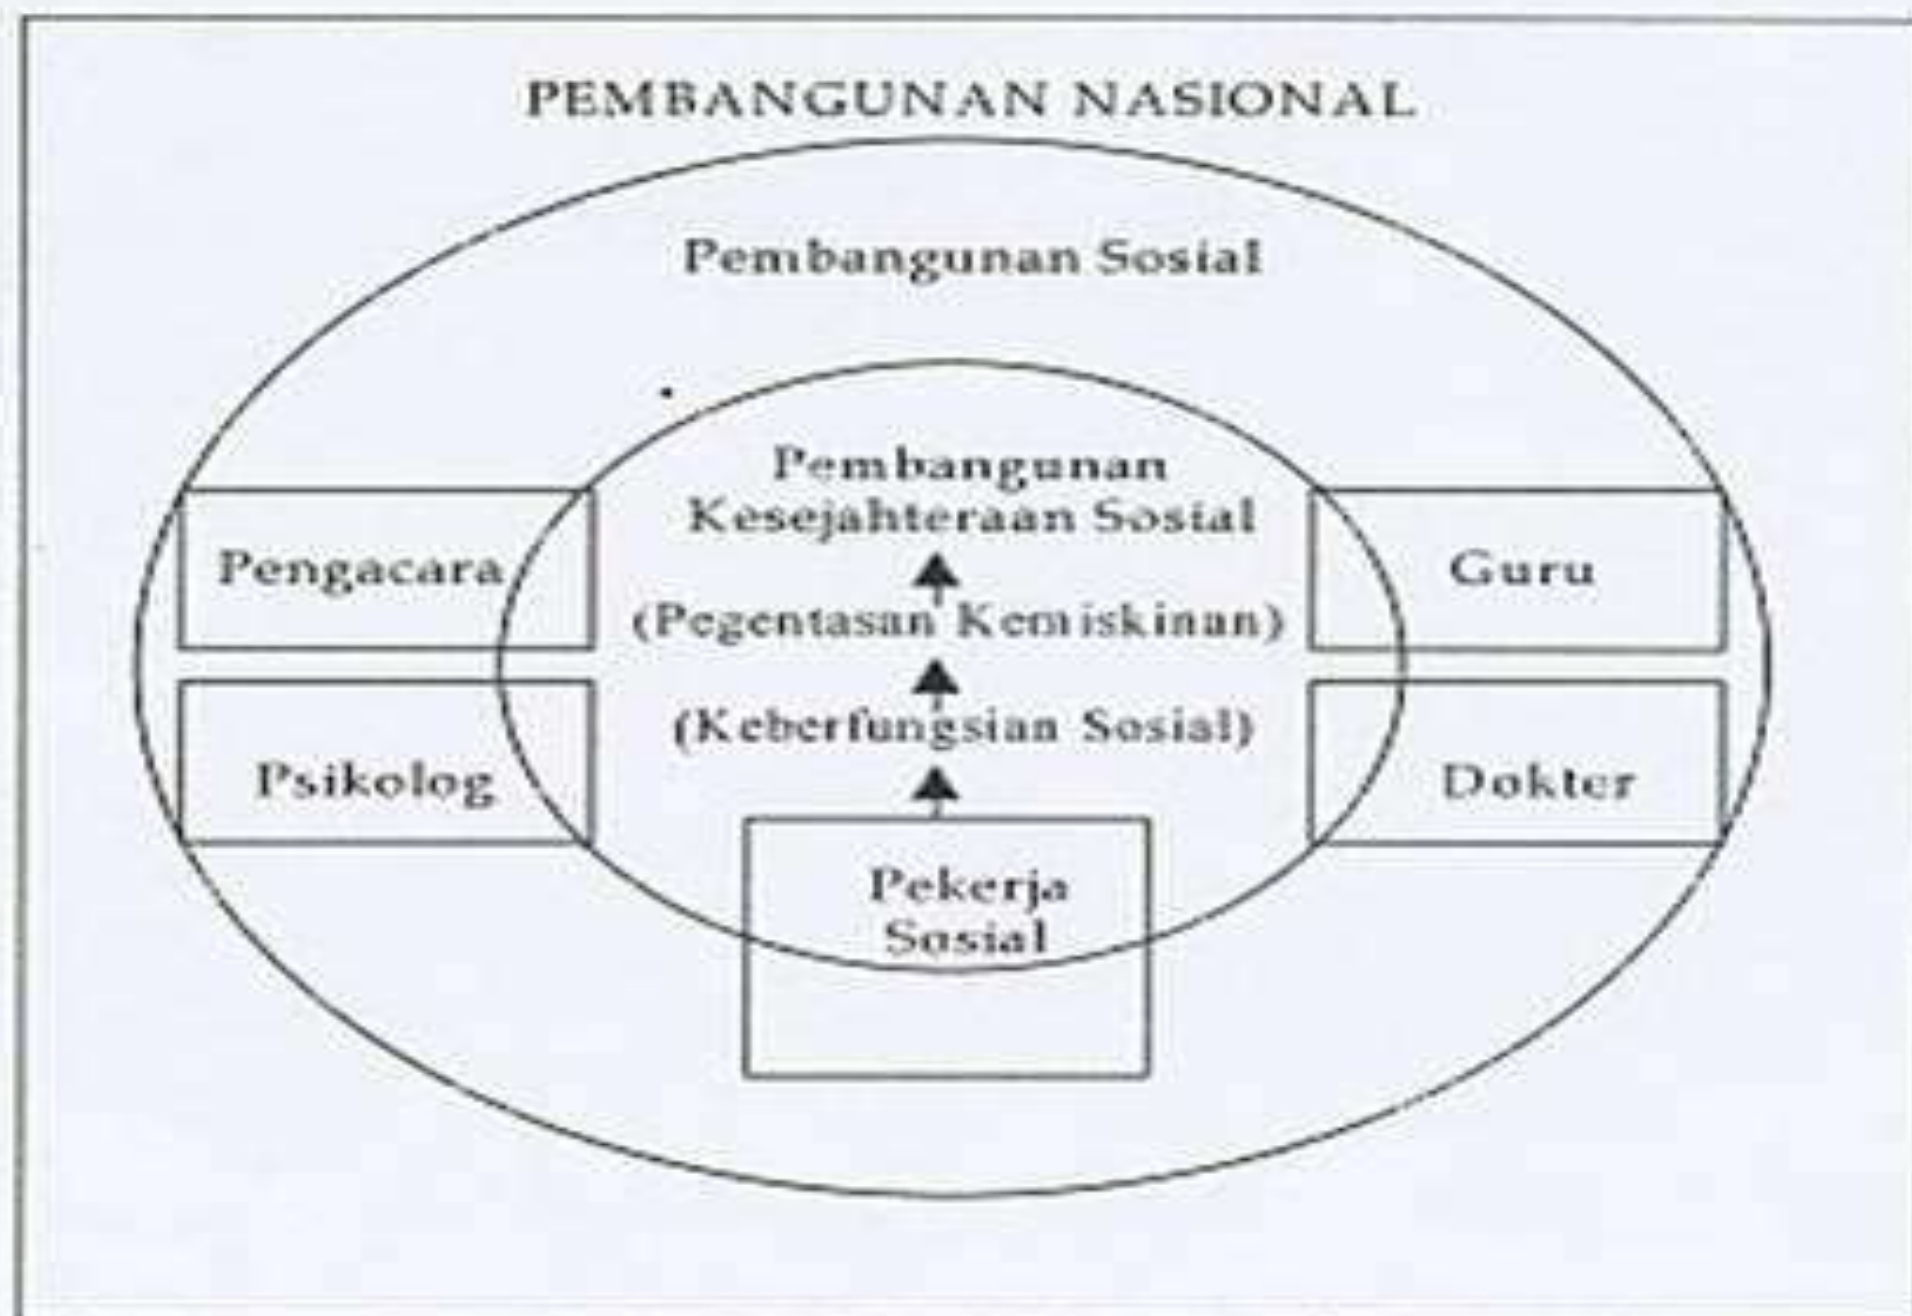 PEMBANGUNAN NASIONAL
Pembangunan Sosial
Pembangunan
Kesejahteraan Sosial
(Pegentasan Kemiskinan)
(Keberfungsian Sosial)
Pengacara
Guru
Psikolog
Dokter
Pekerja
Sosial